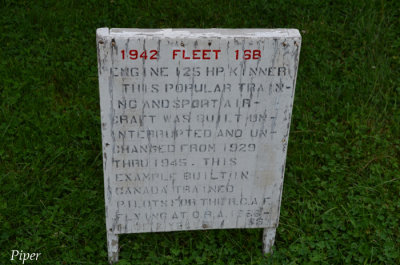 1942 FLEET 16B
ENGINE 125 HP. KINNER
THIS POPULAR TRAIN-
ING AND SPORT AIR-
CRAFT WAS BUILT UN-
INTERRUPTED AND UN-
CHANGED FROM 1929
THRU 1945. THIS
EXAMPLE BUILT IN
CANADA TRAINED
PILOTS FOR THE R.C.A.F.
FLYING AT O.R.A.
Piper